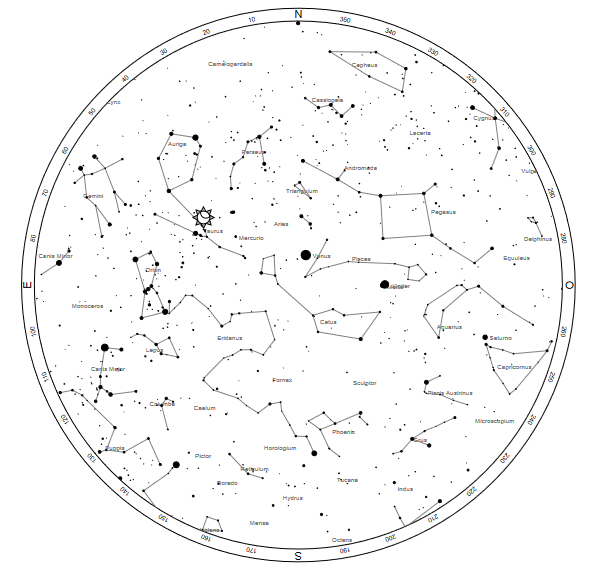 N
10
350
20
340
30
330
40
320
50
310
60
300
70
290
80
280
E
O
100
260
110
250
120
240
130
230
140
220
150
210
160
200
170
190
S
Camelopardalis
Cepheus
Lynx
Cassiopeia
Cygnus
Lacerta
Auriga
Perseus
Andromeda
Gemini
Triangulum
Pegasus
Aries
Taurus
Mercurio
Delphinus
Canis Minor
Venus
Pisces
Equuleus
Orion
Monoceros
Cetus
Aquarius
Eridanus
Saturno
Lepus
Canis Major
Capricornus
Fornax
Sculptor
Piscis Austrinus
Columba
Caelum
Microscopium
Phoenix
Grus
Puppis
Horologium
Pictor
Reticulum
Dorado
Tucana
Indus
Hydrus
Mensa
Octans